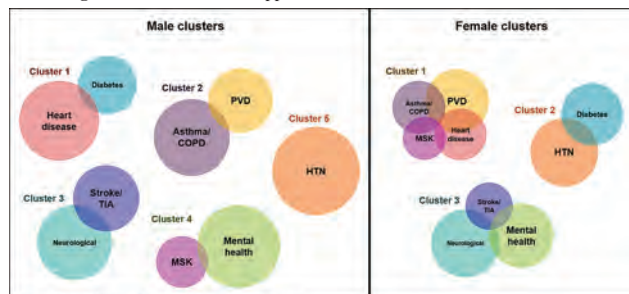 Male clusters
Cluster 1
Diabetes
Heart
disease
Cluster 2
PVD
Asthma/
COPD
Cluster 5
HTN
Cluster 3
Stroke/
TIA
Neurological
Cluster 4
MSK
Mental
health
Female clusters
Cluster 1
Asthma/
COPD
PVD
MSK
Heart
disease
Cluster 2
Diabetes
HTN
Cluster 3
Stroke/
TIA
Neurological
Mental
health